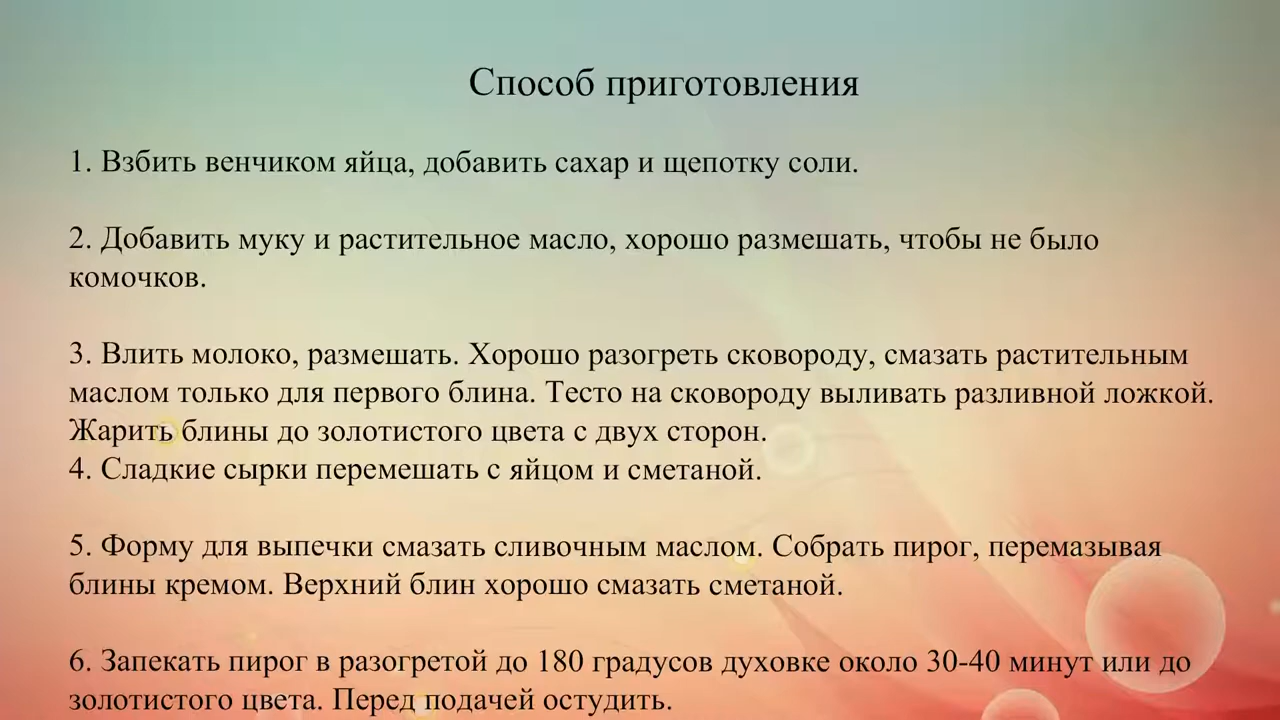 Способ приготовления
1. Взбить венчиком яйца, добавить сахар и щепотку соли.
2. Добавить муку и растительное масло, хорошо размешать, чтобы не было
комочков.
3. Влить молоко, размешать. Хорошо разогреть сковороду, смазать растительным
маслом только для первого блина. Тесто на сковороду выливать разливной ложкой.
Жарить блины до золотистого цвета с двух сторон.
4. Сладкие сырки перемешать с яйцом и сметаной.
5. Форму для выпечки смазать сливочным маслом. Собрать пирог, перемазывая
блины кремом. Верхний блин хорошо смазать сметаной.
6. Запекать пирог в разогретой до 180 градусов духовке около 30-40 минут или до
золотистого цвета. Перед подачей остудить.